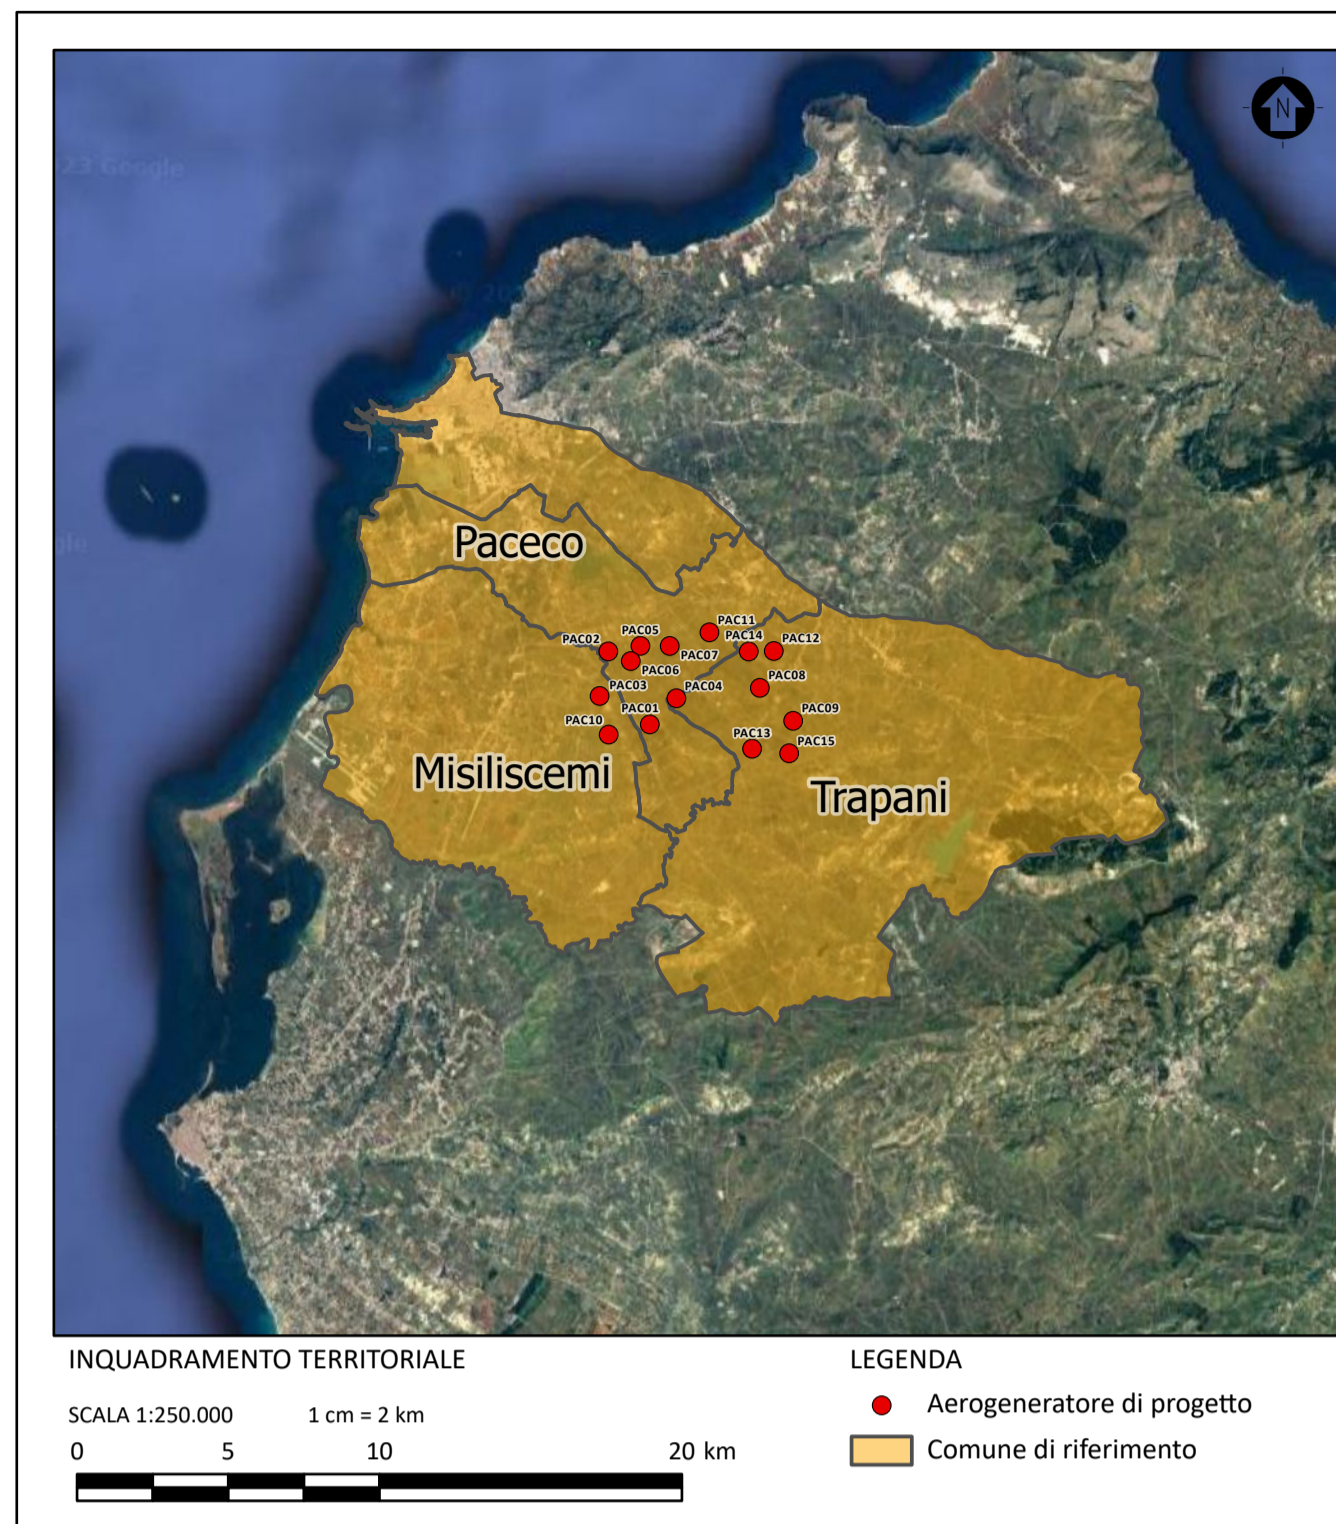 N
23 Google
Paceco
PAC11
PAC05
PAC02
PAC14
PAC12
PAC07
PAC06
PAC08
PAC03
PAC04
PAC01
PAC10
PAC09
PAC13
PAC15
Misiliscemi
Trapani
INQUADRAMENTO TERRITORIALE
SCALA 1:250.000 1 cm = 2 km
0 5 10 20 km
LEGENDA
Aerogeneratore di progetto
Comune di riferimento